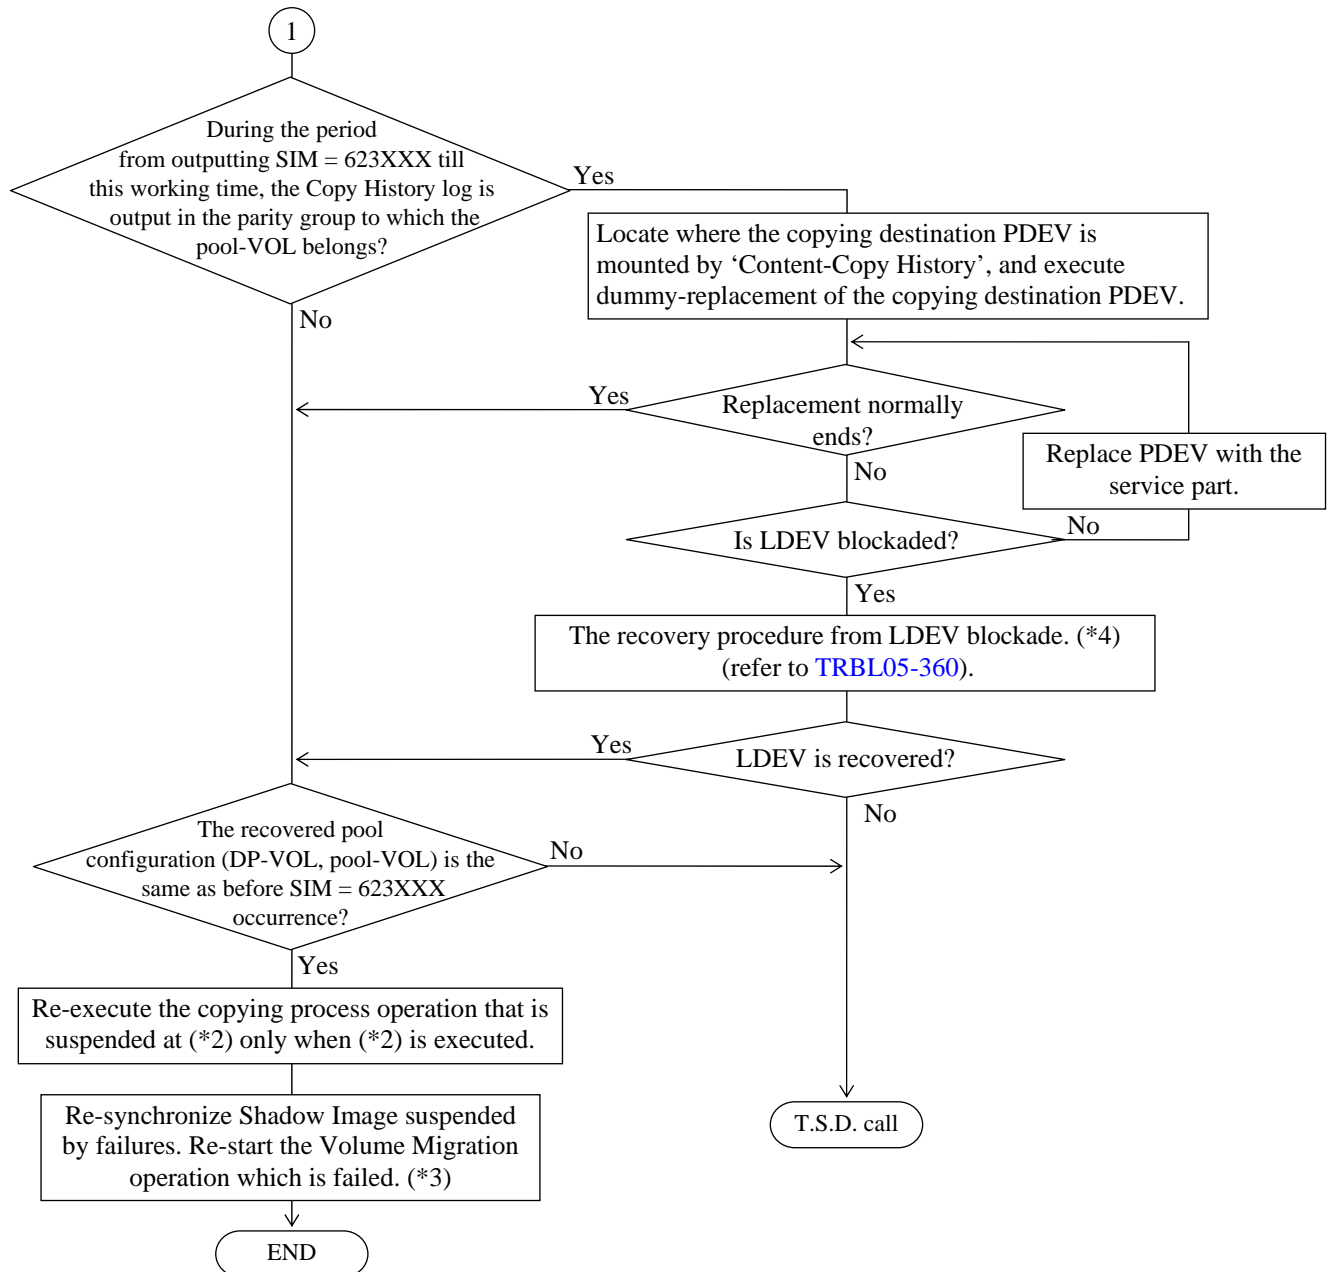 1
During the period
from outputting SIM = 623XXX till
this working time, the Copy History log is
output in the parity group to which the
pool-VOL belongs?
Yes
Locate where the copying destination PDEV is
mounted by ‘Content-Copy History’, and execute
dummy-replacement of the copying destination PDEV.
No
Yes
Replacement normally
ends?
Replace PDEV with the
service part.
No
Is LDEV blockaded?
No
Yes
The recovery procedure from LDEV blockade. (*4)
(refer to TRBL05-360).
Yes
LDEV is recovered?
No
The recovered pool
configuration (DP-VOL, pool-VOL) is the
same as before SIM = 623XXX
occurrence?
No
Yes
Re-execute the copying process operation that is
suspended at (*2) only when (*2) is executed.
Re-synchronize Shadow Image suspended
by failures. Re-start the Volume Migration
operation which is failed. (*3)
T.S.D. call
END